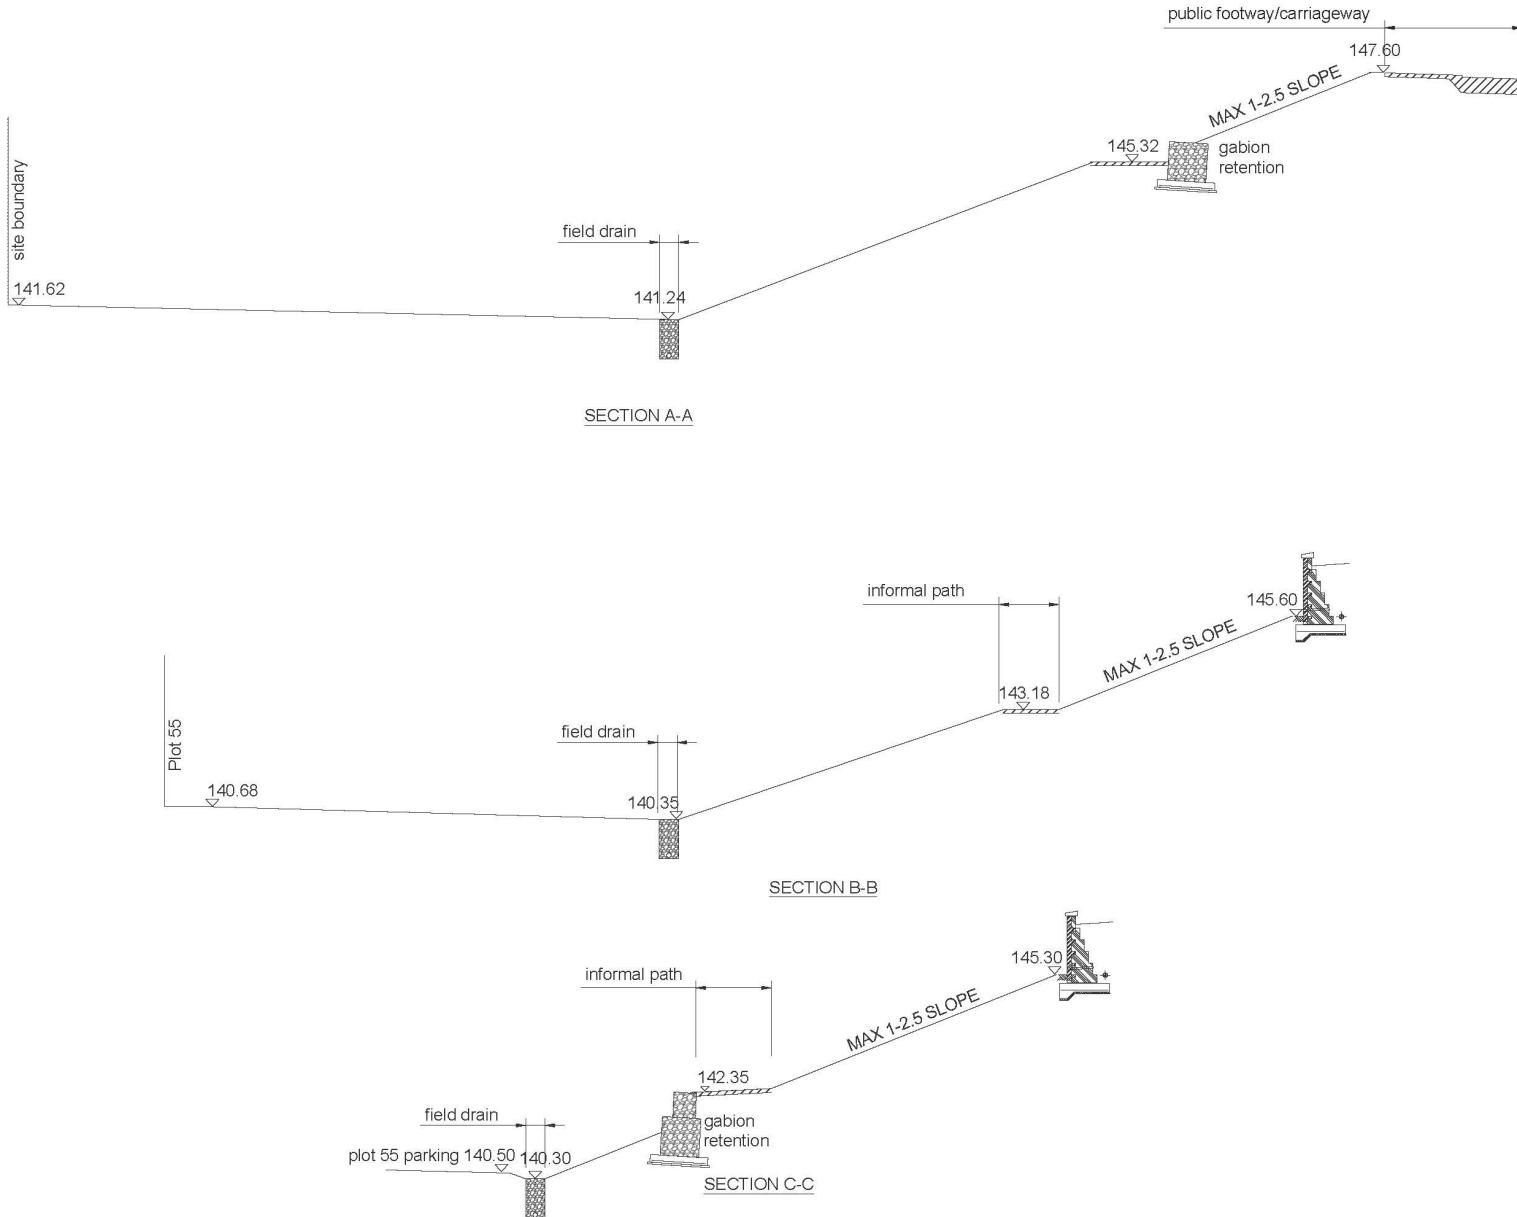 public footway/carriageway
147.60
MAX 1-2.5 SLOPE
145.32
gabion
retention
site boundary
field drain
141.62
141.24
SECTION A-A
informal path
145.60
MAX 1-2.5 SLOPE
143.18
Plot 55
field drain
140.68
140.35
SECTION B-B
informal path
145.30
MAX 1-2.5 SLOPE
142.35
field drain
gabion
retention
plot 55 parking 140.50 140.30
SECTION C-C